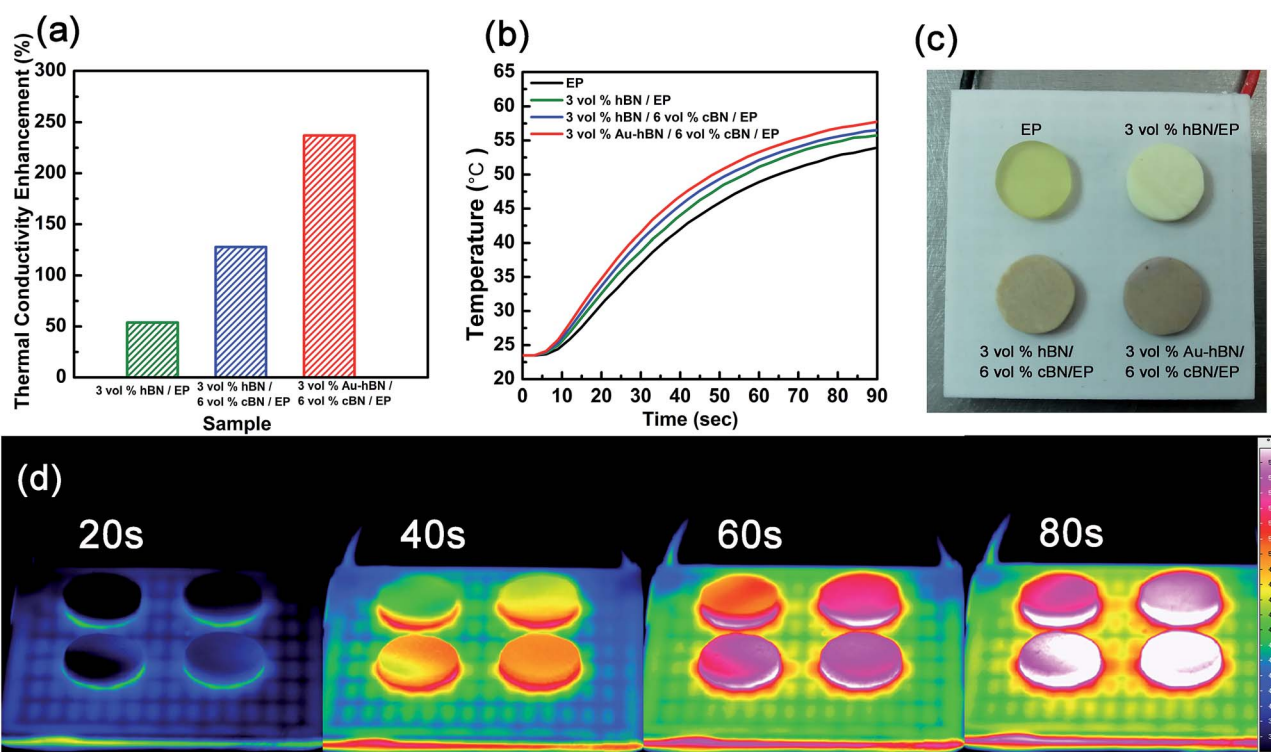 (a)
Thermal Conductivity Enhancement (%)
300
250
200
150
100
50
0
3 vol % hBN / EP
3 vol % hBN /
6 vol % cBN / EP
3 vol % Au-hBN /
6 vol % cBN / EP
Sample
(b)
Temperature (°C)
65
60
55
50
45
40
35
30
25
20
EP
3 vol % hBN / EP
3 vol % hBN / 6 vol % cBN / EP
3 vol % Au-hBN / 6 vol % cBN / EP
0 10 20 30 40 50 60 70 80 90
Time (sec)
(c)
EP
3 vol % hBN/EP
3 vol % hBN/
6 vol % cBN/EP
3 vol % Au-hBN/
6 vol % cBN/EP
(d)
20s
40s
60s
80s